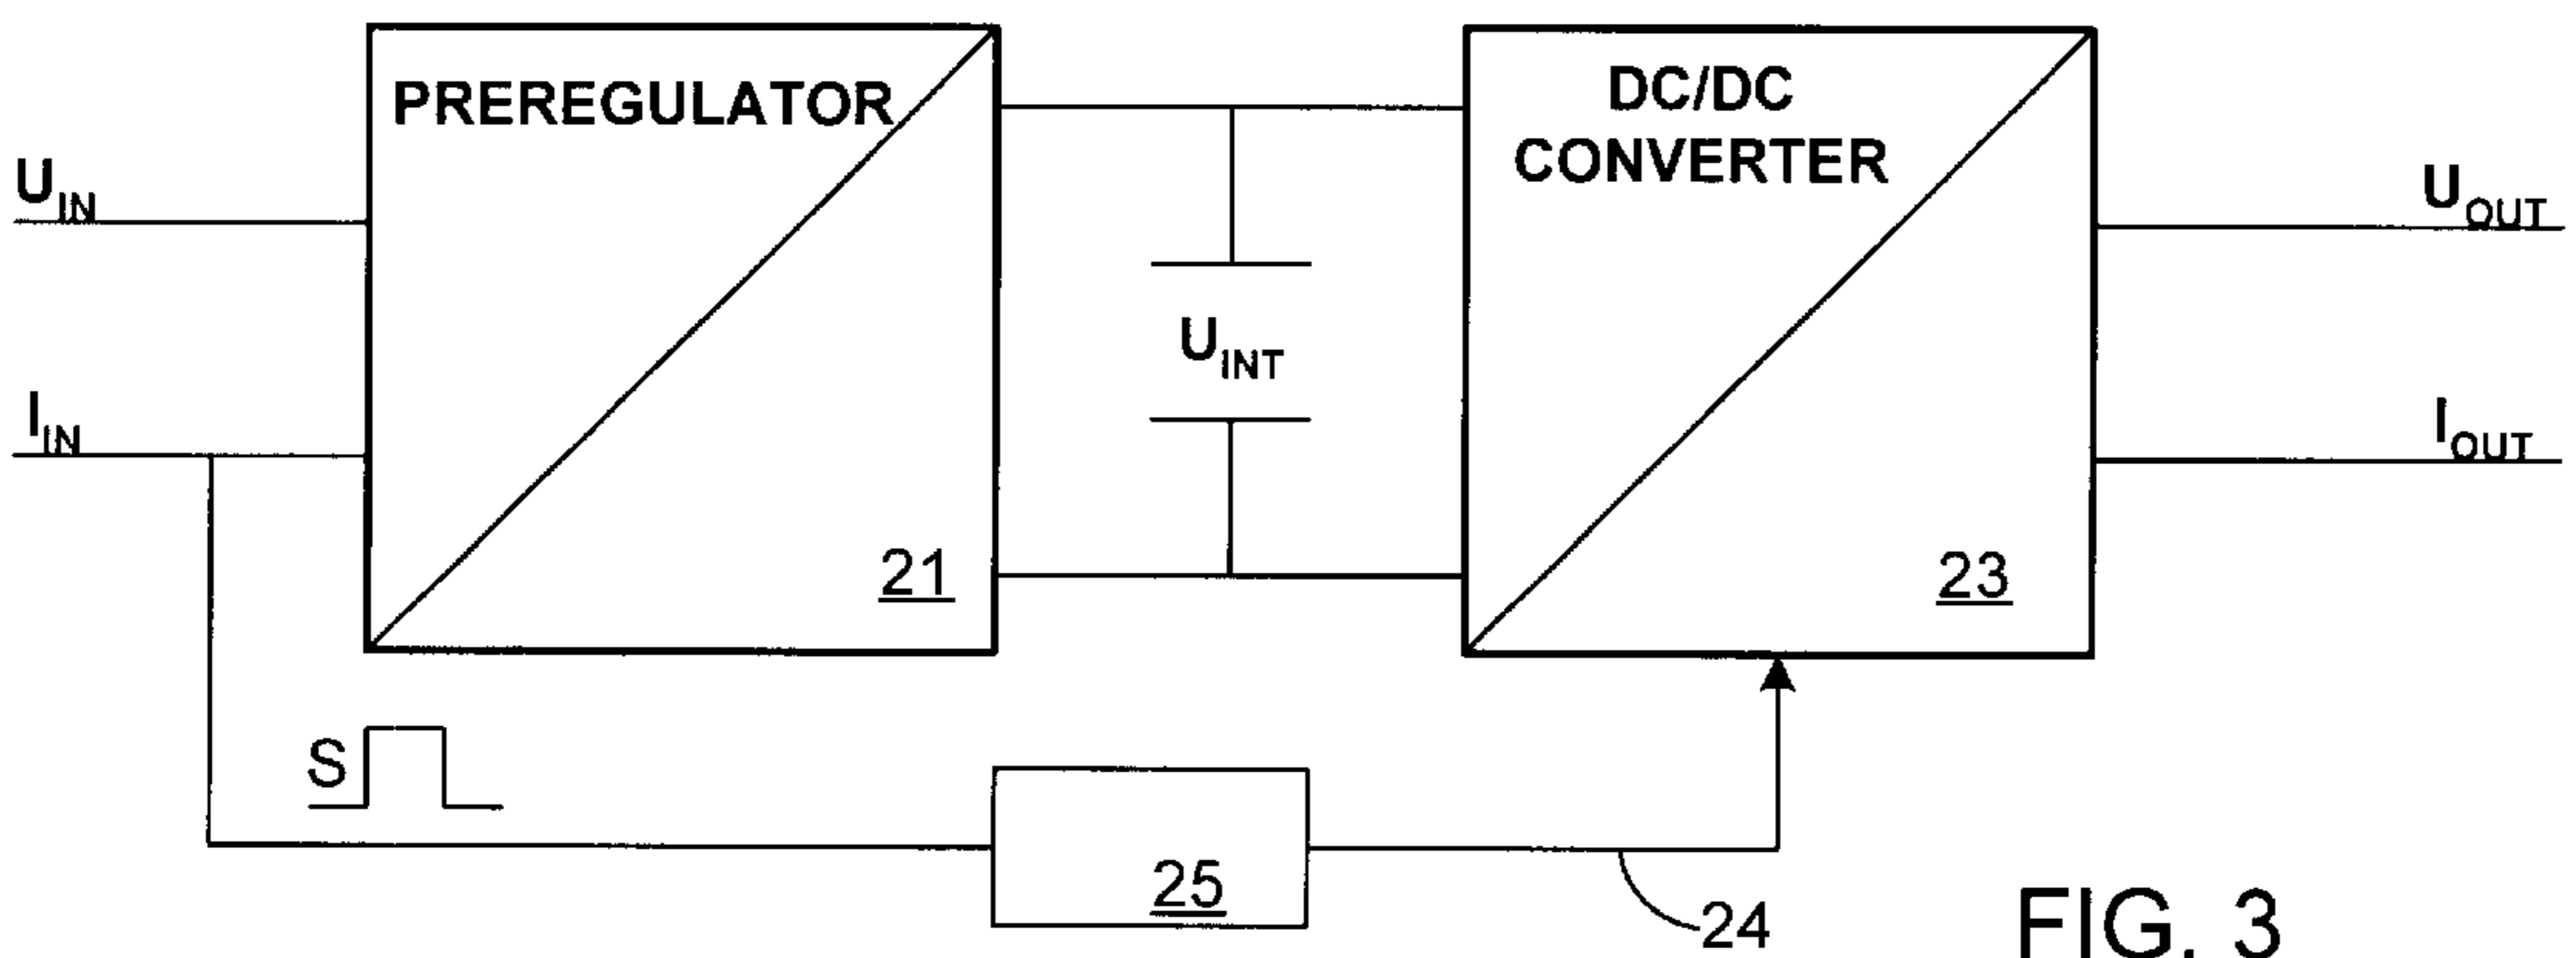 PREREGULATOR
DC/DC
CONVERTER
U_IN
U_OUT
U_INT
I_IN
I_OUT
21
23
S
25
24
FIG. 3